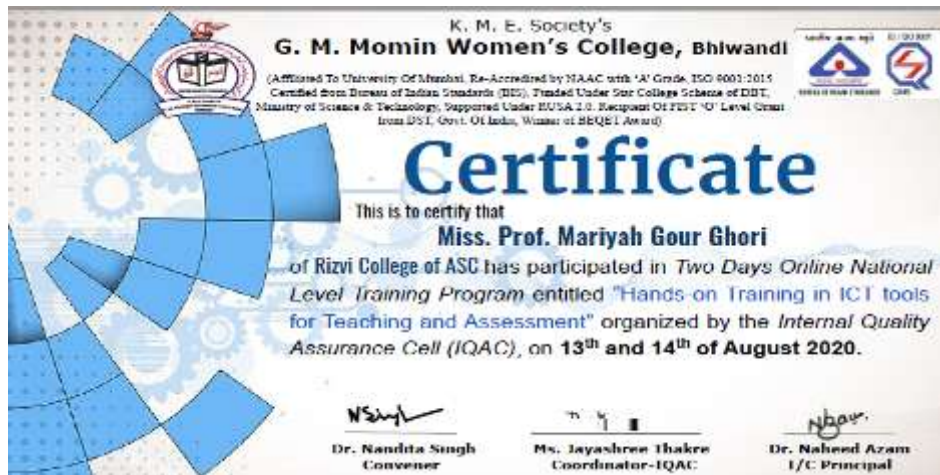 K. M. E. Society's
G. M. Momin Women's College, Bhiwandi
(Affiliated To University Of Mumbai, Re-Accredited by NAAC with 'A' Grade, ISO 9001:2015
Certified from Bureau of Indian Standards (BIS), Funded Under Star College Scheme of DBT,
Ministry of Science & Technology, Supported Under RUSA 2.0, Recipient Of FIST 'O' Level Grant
from DST, Govt. Of India, Winner of BEQET Award)
Certificate
This is to certify that
Miss. Prof. Mariyah Gour Ghori
of Rizvi College of ASC has participated in Two Days Online National
Level Training Program entitled "Hands-on Training in ICT tools
for Teaching and Assessment" organized by the Internal Quality
Assurance Cell (IQAC), on 13th and 14th of August 2020.
Dr. Nandita Singh
Convener
Ms. Jayashree Thakre
Coordinator-IQAC
Dr. Naheed Azam
I/C Principal